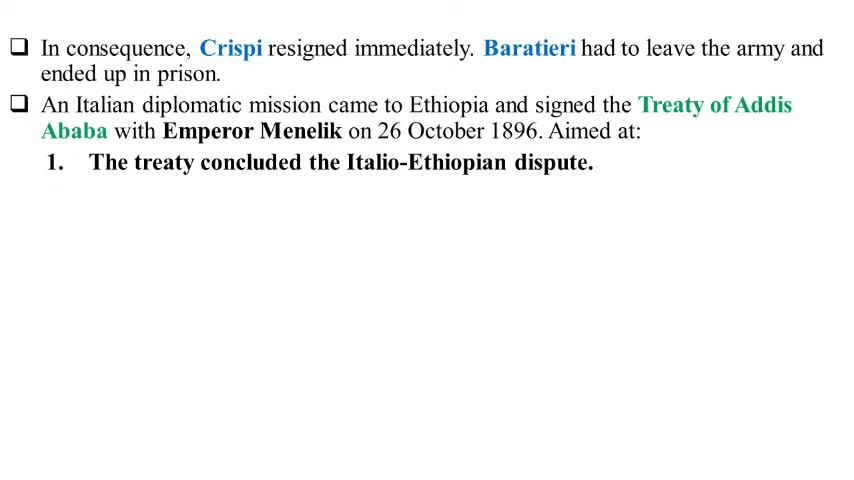 ❑ In consequence, Crispi resigned immediately. Baratieri had to leave the army and
ended up in prison.
❑ An Italian diplomatic mission came to Ethiopia and signed the Treaty of Addis
Ababa with Emperor Menelik on 26 October 1896. Aimed at:
1. The treaty concluded the Italio-Ethiopian dispute.